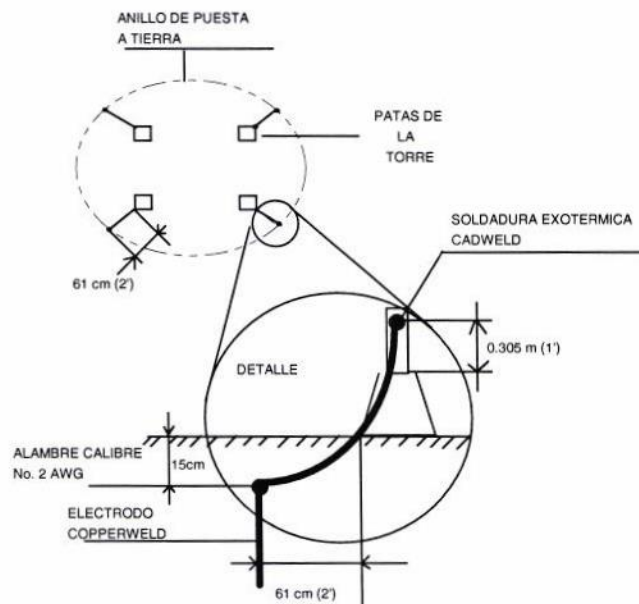 ANILLO DE PUESTA
A TIERRA
PATAS DE
LA
TORRE
SOLDADURA EXOTERMICA
CADWELD
61 cm (2')
0.305 m (1')
DETALLE
ALAMBRE CALIBRE
No. 2 AWG
15cm
ELECTRODO
COPPERWELD
61 cm (2')